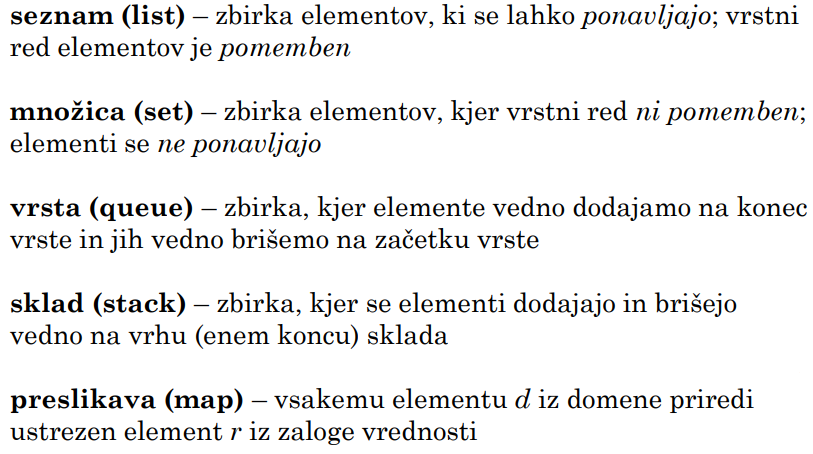 seznam (list) – zbirka elementov, ki se lahko ponavljajo; vrstni
red elementov je pomemben
množica (set) – zbirka elementov, kjer vrstni red ni pomemben;
elementi se ne ponavljajo
vrsta (queue) – zbirka, kjer elemente vedno dodajamo na konec
vrste in jih vedno brišemo na začetku vrste
sklad (stack) – zbirka, kjer se elementi dodajajo in brišejo
vedno na vrhu (enem koncu) sklada
preslikava (map) – vsakemu elementu d iz domene priredi
ustrezen element r iz zaloge vrednosti